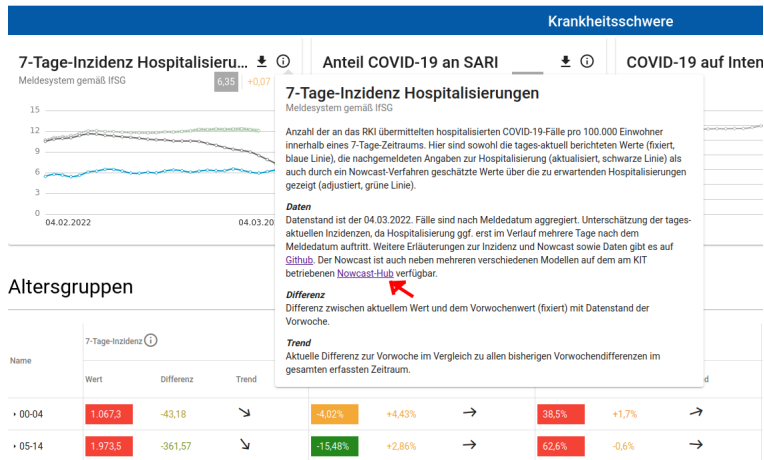 Krankheitsschwere
7-Tage-Inzidenz Hospitalisieru...
Meldesystem gemäß IfSG
6,35 +0,07
Anteil COVID-19 an SARI
COVID-19 auf Inten
15
12
9
6
3
0
04.02.2022
04.03.20
7-Tage-Inzidenz Hospitalisierungen
Meldesystem gemäß IfSG
Anzahl der an das RKI übermittelten hospitalisierten COVID-19-Fälle pro 100.000 Einwohner
innerhalb eines 7-Tage-Zeitraums. Hier sind sowohl die tages-aktuell berichteten Werte (fixiert,
blaue Linie), die nachgemeldeten Angaben zur Hospitalisierung (aktualisiert, schwarze Linie) als
auch durch ein Nowcast-Verfahren geschätzte Werte über die zu erwartenden Hospitalisierungen
gezeigt (adjustiert, grüne Linie).
Daten
Datenstand ist der 04.03.2022. Fälle sind nach Meldedatum aggregiert. Unterschätzung der tages-
aktuellen Inzidenzen, da Hospitalisierung ggf. erst im Verlauf mehrere Tage nach dem
Meldedatum auftritt. Weitere Erläuterungen zur Inzidenz und Nowcast sowie Daten gibt es auf
Github. Der Nowcast ist auch neben mehreren verschiedenen Modellen auf dem am KIT
betriebenen Nowcast-Hub verfügbar.
Differenz
Differenz zwischen aktuellem Wert und dem Vorwochenwert (fixiert) mit Datenstand der
Vorwoche.
Trend
Aktuelle Differenz zur Vorwoche im Vergleich zu allen bisherigen Vorwochendifferenzen im
gesamten erfassten Zeitraum.
Altersgruppen
Name
7-Tage-Inzidenz
Wert Differenz Trend
d
00-04 1.067,3 -43,18 -4,02% +4,43% 38,5% +1,7%
05-14 1.973,5 -361,57 -15,48% +2,86% 62,6% -0,6%